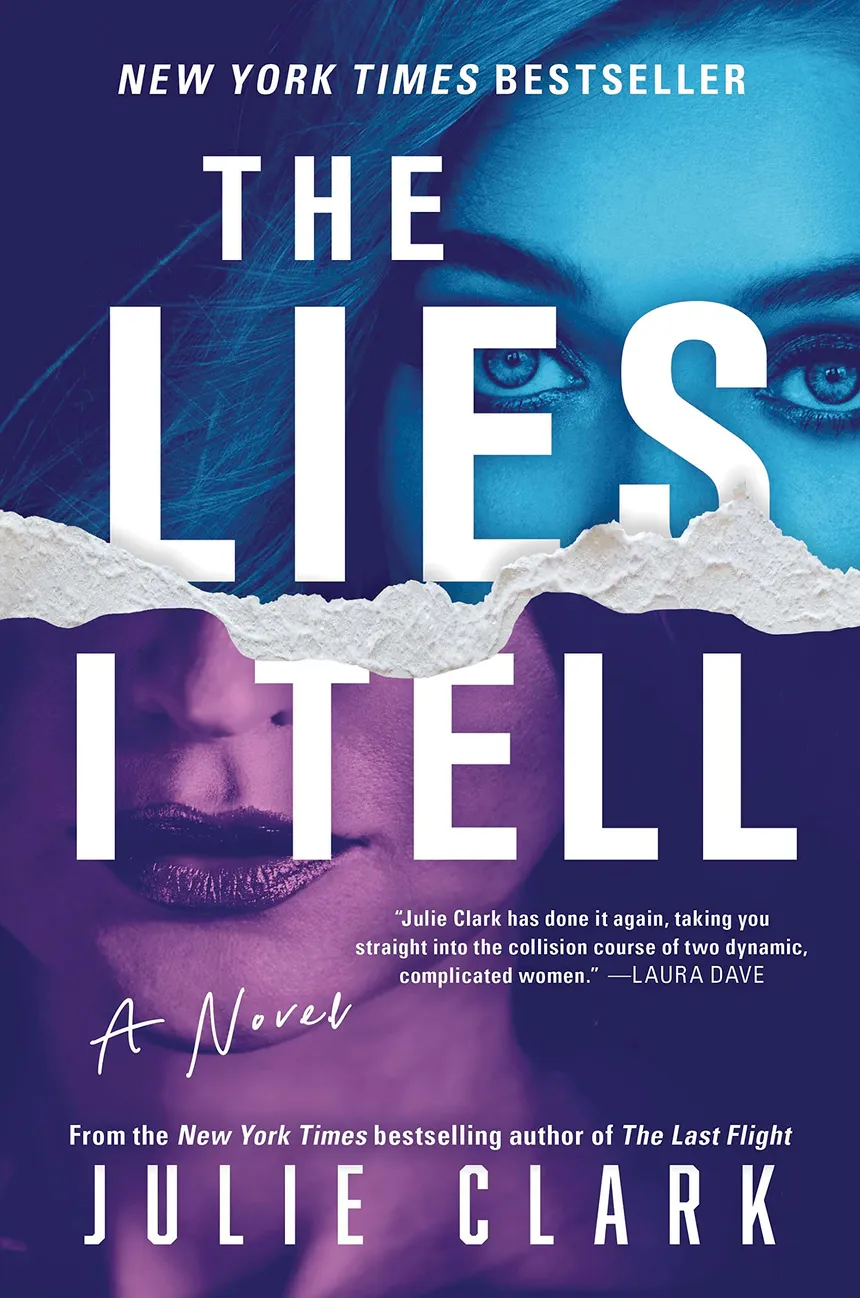 NEW YORK TIMES BESTSELLER
THE
LIES
I TELL
“Julie Clark has done it again, taking you
straight into the collision course of two dynamic,
complicated women.” —LAURA DAVE
A Novel
From the New York Times bestselling author of The Last Flight
JULIE CLARK